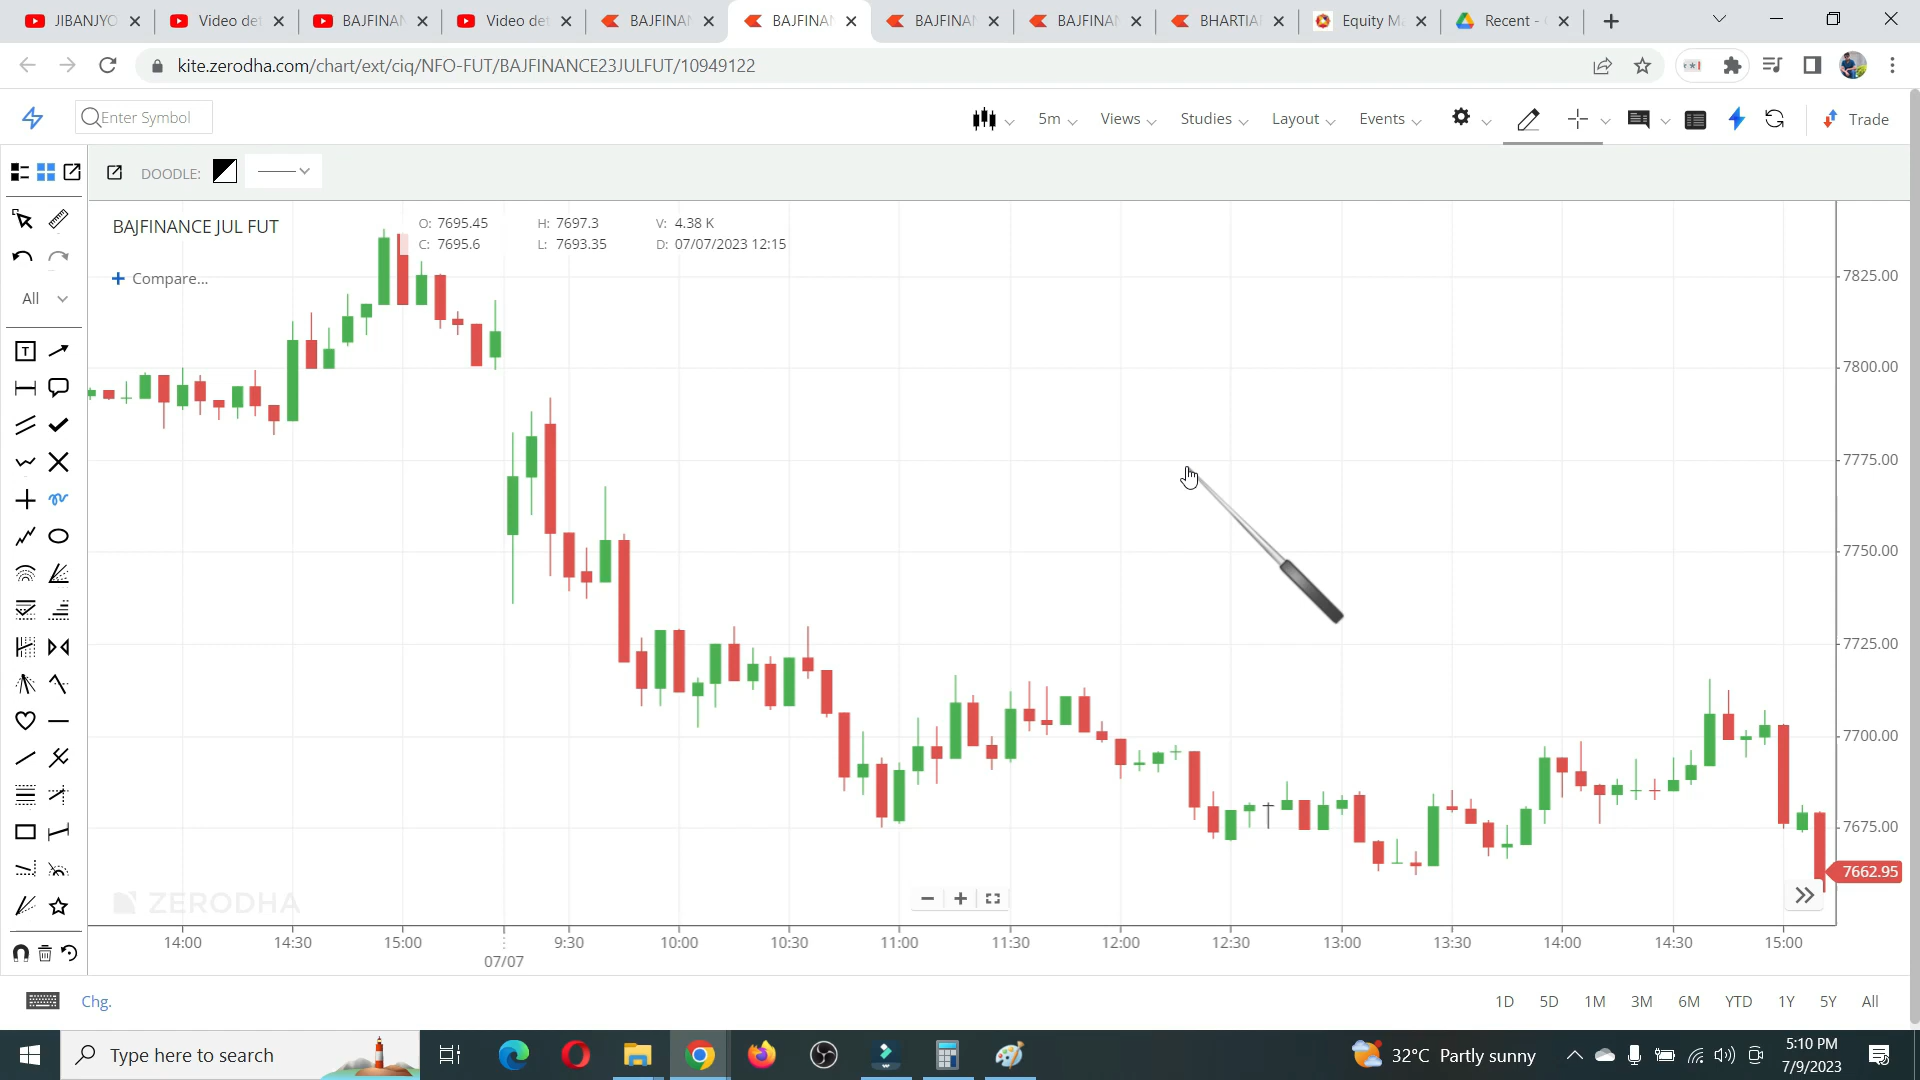 JIBANJYO
Video de
BAJFINAN
Video de
BAJFINAN
BAJFINAN
BAJFINAN
BAJFINAN
BHARTIA
Equity Ma
Recent -
kite.zerodha.com/chart/ext/ciq/NFO-FUT/BAJFINANCE23JULFUT/10949122
Enter Symbol
5m
Views
Studies
Layout
Events
Trade
DOODLE:
BAJFINANCE JUL FUT
O: 7695.45 H: 7697.3 V: 4.38 K
C: 7695.6 L: 7693.35 D: 07/07/2023 12:15
Compare...
All
7825.00
7800.00
7775.00
7750.00
7725.00
7700.00
7675.00
7662.95
ZERODHA
14:00 14:30 15:00 9:30 10:00 10:30 11:00 11:30 12:00 12:30 13:00 13:30 14:00 14:30 15:00
07/07
Chg.
1D 5D 1M 3M 6M YTD 1Y 5Y All
Type here to search
32°C Partly sunny
5:10 PM
7/9/2023